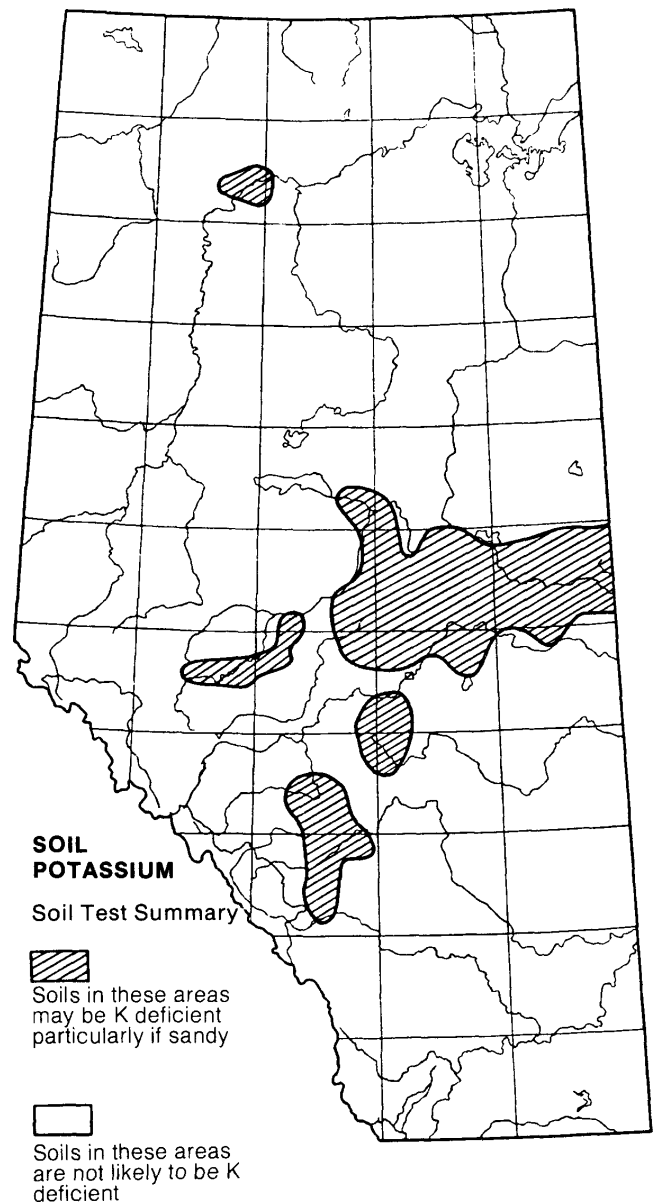 SOIL
POTASSIUM
Soil Test Summary
Soils in these areas
may be K deficient
particularly if sandy
Soils in these areas
are not likely to be K
deficient